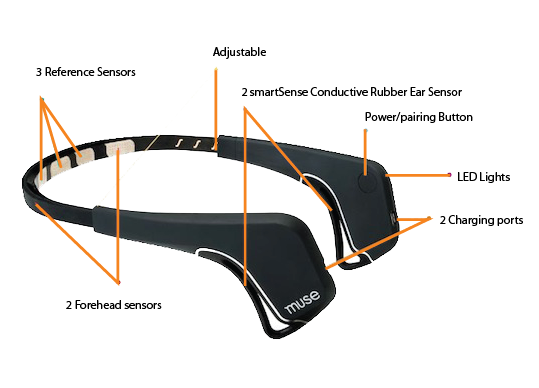 Adjustable
3 Reference Sensors
2 smartSense Conductive Rubber Ear Sensor
Power/pairing Button
LED Lights
2 Charging ports
2 Forehead sensors
muse